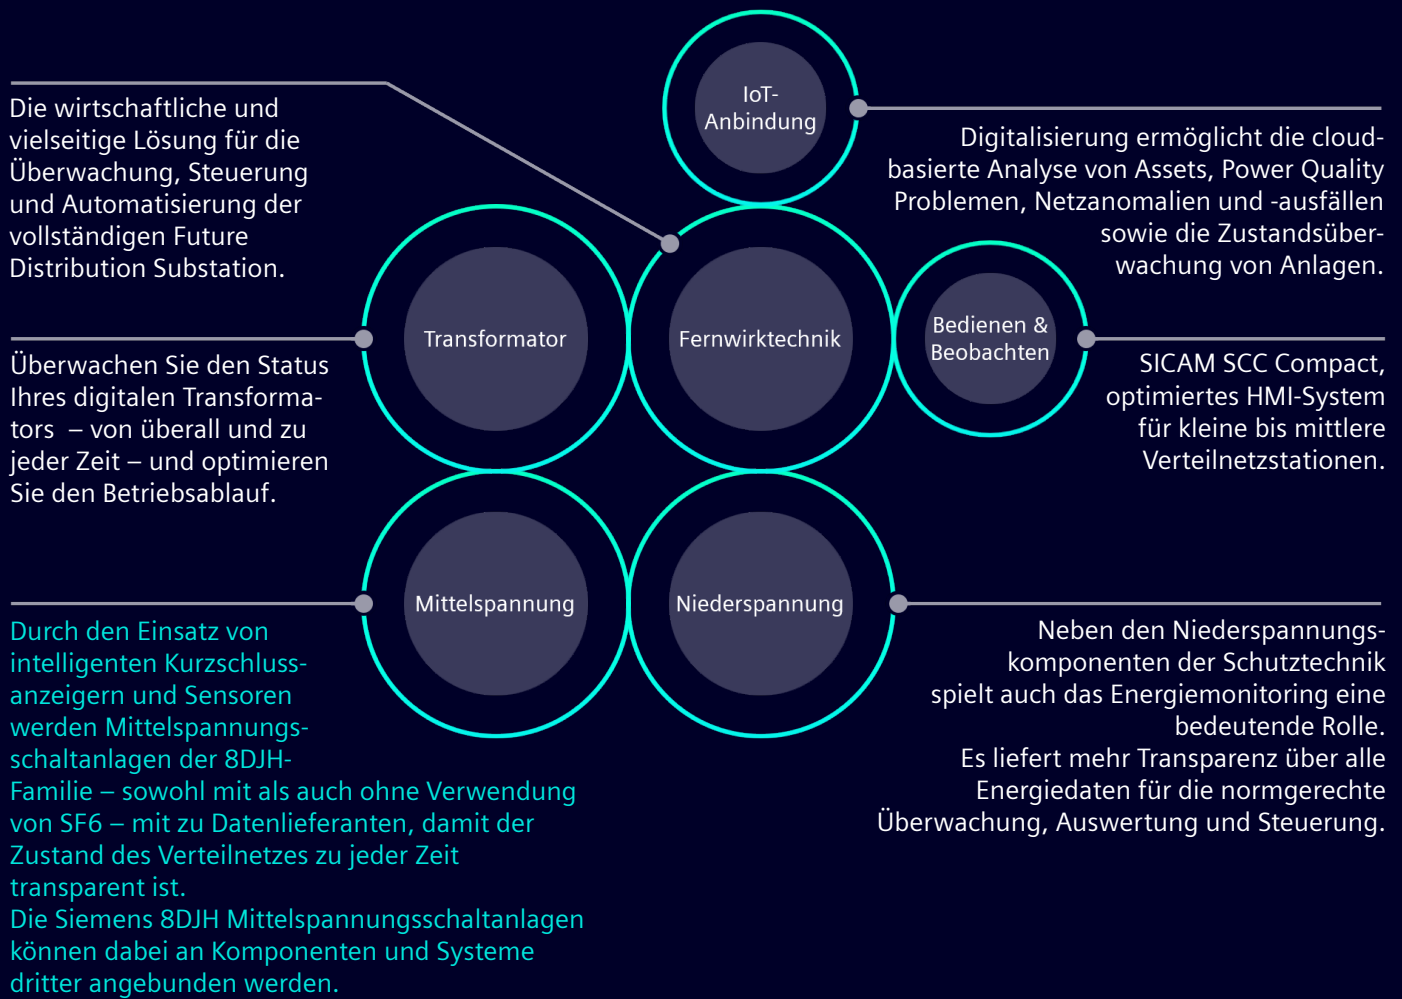 Die wirtschaftliche und
vielseitige Lösung für die
Überwachung, Steuerung
und Automatisierung der
vollständigen Future
Distribution Substation.
IoT-
Anbindung
Digitalisierung ermöglicht die cloud-
basierte Analyse von Assets, Power Quality
Problemen, Netzanomalien und -ausfällen
sowie die Zustandsüber-
wachung von Anlagen.
Transformator
Fernwirktechnik
Bedienen &
Beobachten
Überwachen Sie den Status
Ihres digitalen Transforma-
tors – von überall und zu
jeder Zeit – und optimieren
Sie den Betriebsablauf.
SICAM SCC Compact,
optimiertes HMI-System
für kleine bis mittlere
Verteilnetzstationen.
Mittelspannung
Niederspannung
Durch den Einsatz von
intelligenten Kurzschluss-
anzeigern und Sensoren
werden Mittelspannungs-
schaltanlagen der 8DJH-
Familie – sowohl mit als auch ohne Verwendung
von SF6 – mit zu Datenlieferanten, damit der
Zustand des Verteilnetzes zu jeder Zeit
transparent ist.
Die Siemens 8DJH Mittelspannungsschaltanlagen
können dabei an Komponenten und Systeme
dritter angebunden werden.
Neben den Niederspannungs-
komponenten der Schutztechnik
spielt auch das Energiemonitoring eine
bedeutende Rolle.
Es liefert mehr Transparenz über alle
Energiedaten für die normgerechte
Überwachung, Auswertung und Steuerung.